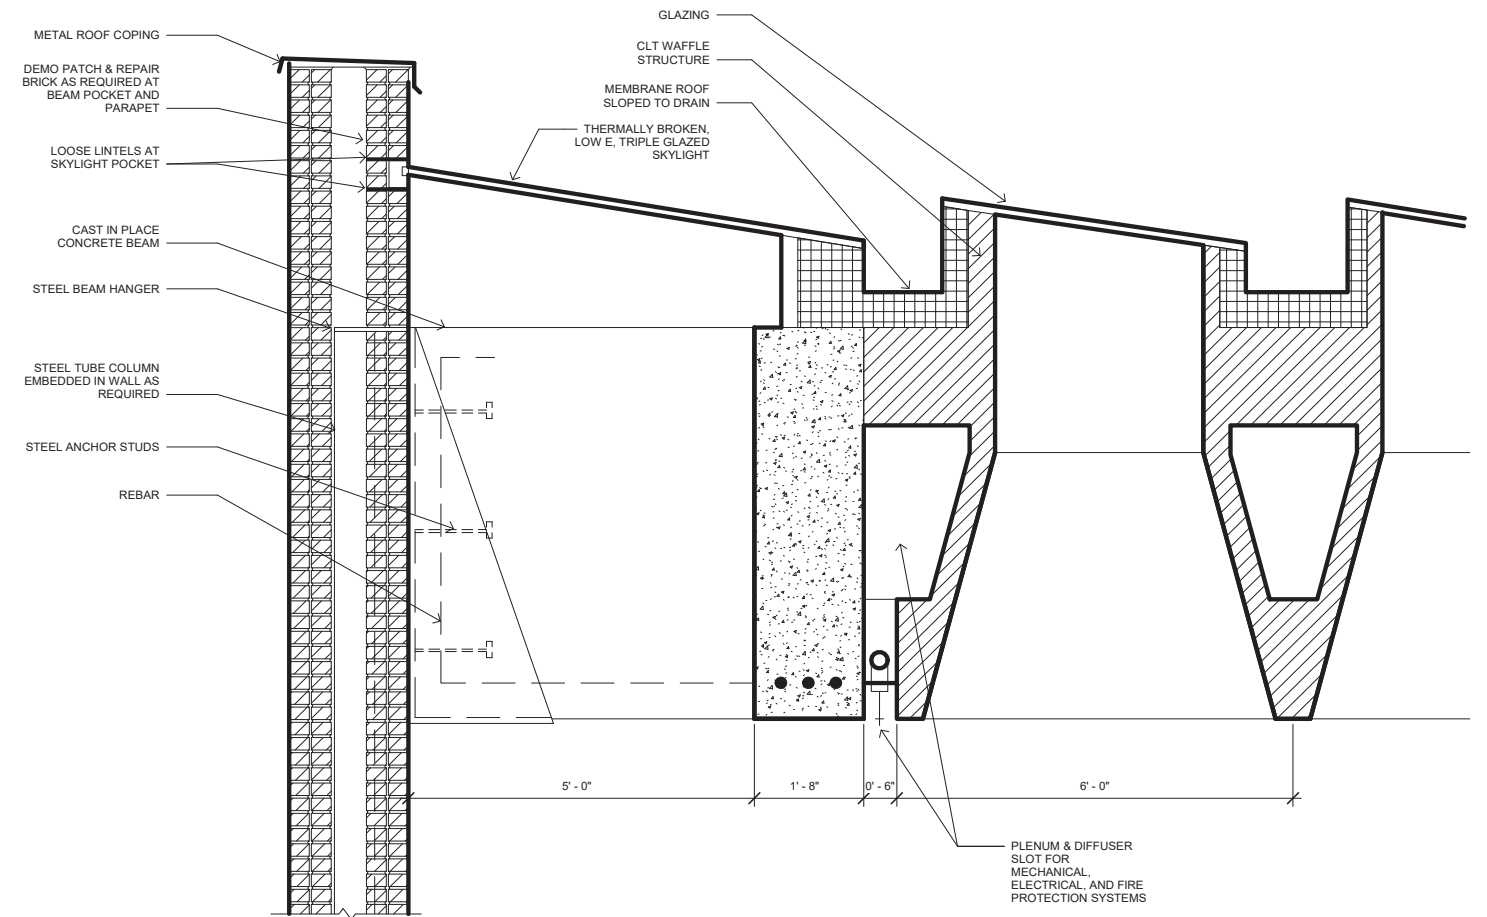 METAL ROOF COPING
DEMO PATCH & REPAIR
BRICK AS REQUIRED AT
BEAM POCKET AND
PARAPET
LOOSE LINTELS AT
SKYLIGHT POCKET
CAST IN PLACE
CONCRETE BEAM
STEEL BEAM HANGER
STEEL TUBE COLUMN
EMBEDDED IN WALL AS
REQUIRED
STEEL ANCHOR STUDS
REBAR
GLAZING
CLT WAFFLE
STRUCTURE
MEMBRANE ROOF
SLOPED TO DRAIN
THERMALLY BROKEN,
LOW E, TRIPLE GLAZED
SKYLIGHT
5' - 0"
1' - 8"
0' - 6"
6' - 0"
PLENUM & DIFFUSER
SLOT FOR
MECHANICAL,
ELECTRICAL, AND FIRE
PROTECTION SYSTEMS